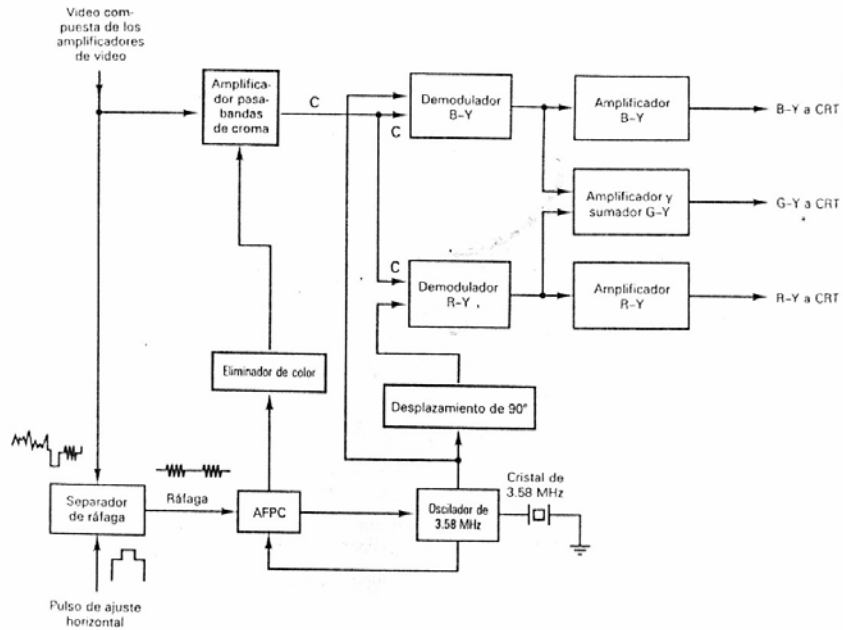 Video com-
puesta de los
amplificadores
de video
Amplifica-
dor pasa-
bandas
de croma
C
C
Demodulador
B-Y
Amplificador
B-Y
B-Y a CRT
Amplificador y
sumador G-Y
G-Y a CRT
C
Demodulador
R-Y
Amplificador
R-Y
R-Y a CRT
Eliminador de color
Desplazamiento de 90°
Cristal de
3.58 MHz
Separador
de ráfaga
Ráfaga
AFPC
Oscilador de
3.58 MHz
Pulso de ajuste
horizontal